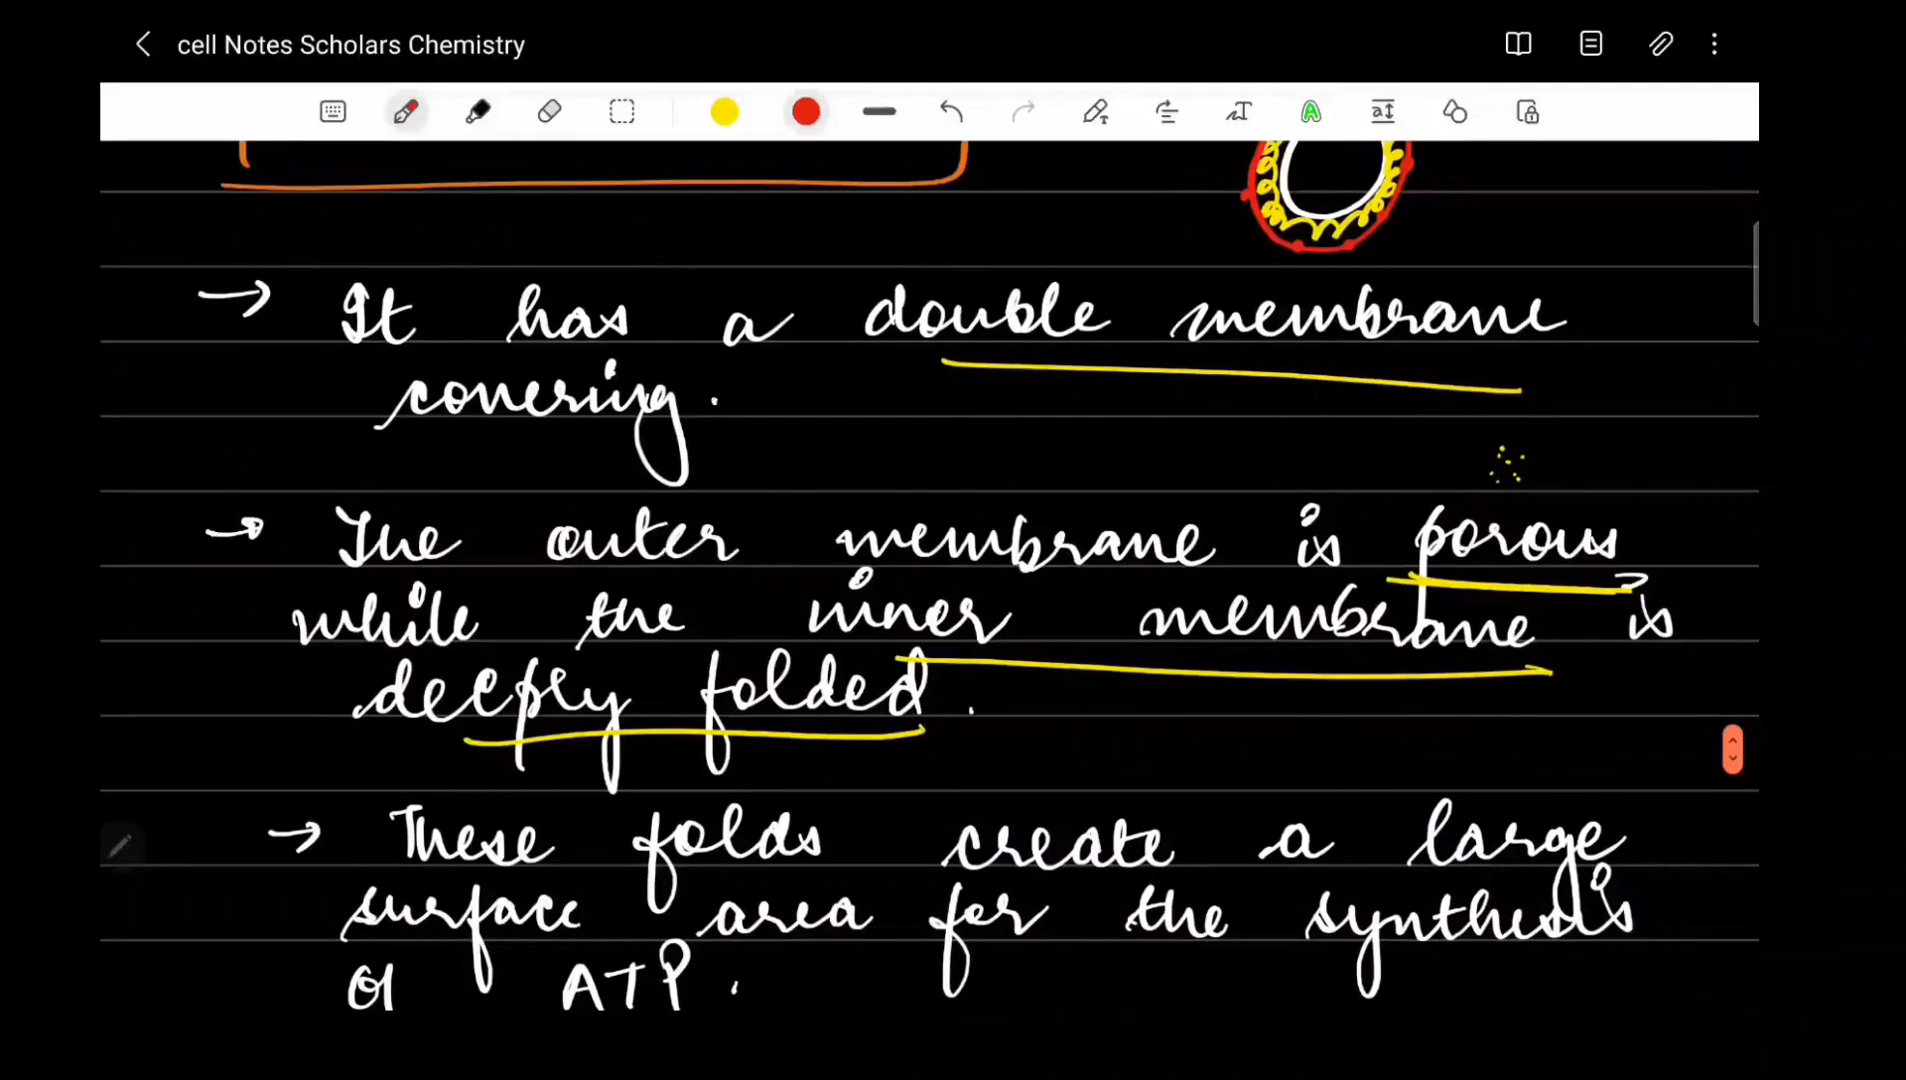 cell Notes Scholars Chemistry
→ It has a double membrane
covering.
→ The outer membrane is porous
while the inner membrane is
deeply folded.
→ These folds create a large
surface area for the synthesis
of ATP.